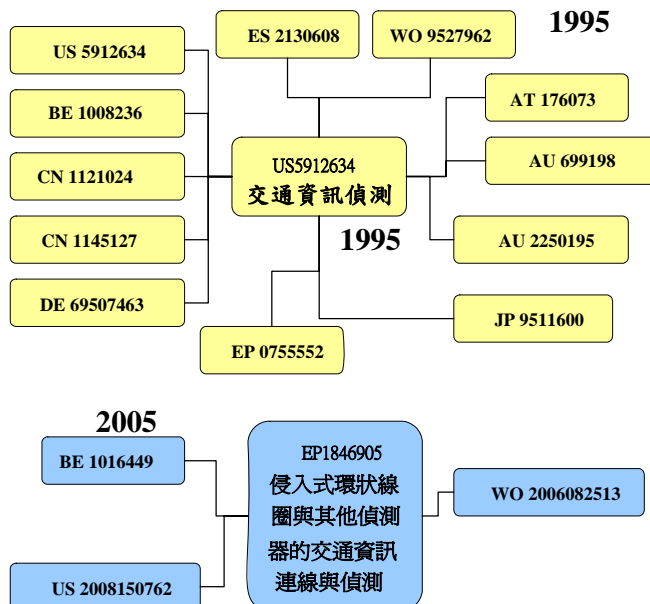 1995
ES 2130608
WO 9527962
US 5912634
BE 1008236
CN 1121024
CN 1145127
DE 69507463
US5912634
交通資訊偵測
1995
AT 176073
AU 699198
AU 2250195
JP 9511600
EP 0755552
2005
BE 1016449
US 2008150762
EP1846905
侵入式環狀線
圈與其他偵測
器的交通資訊
連線與偵測
WO 2006082513